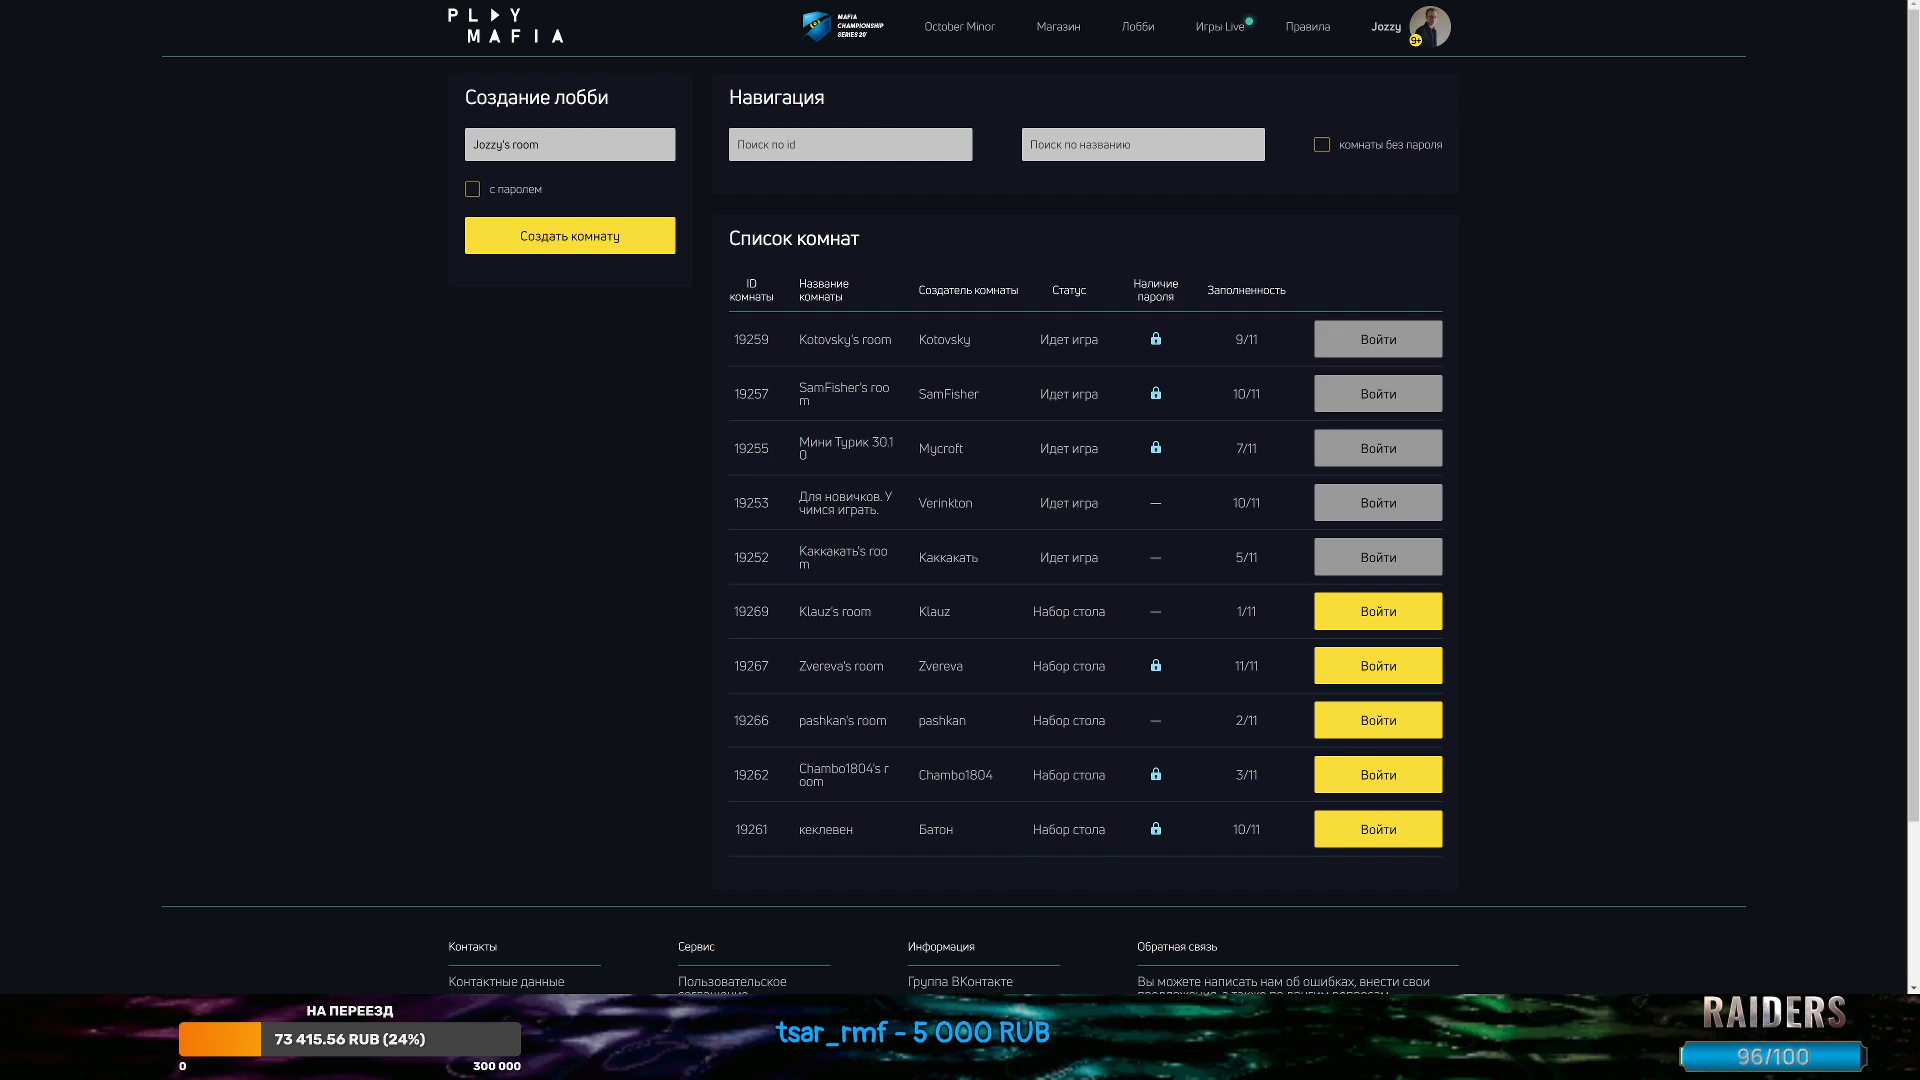 PLAY
MAFIA
MAFIA
CHAMPIONSHIP
SERIES 20'
October Minor
Магазин
Лобби
Игры Live
Правила
Jozzy
9+
Создание лобби
Jozzy's room
с паролем
Создать комнату
Навигация
Поиск по id
Поиск по названию
комнаты без пароля
Список комнат
ID комнаты Название комнаты Создатель комнаты Статус Наличие пароля Заполненность
19259 Kotovsky's room Kotovsky Идет игра 9/11 Войти
19257 SamFisher's roo
m SamFisher Идет игра 10/11 Войти
19255 Мини Турик 30.1
0 Mycroft Идет игра 7/11 Войти
19253 Для новичков. У
чимся играть. Verinkton Идет игра — 10/11 Войти
19252 Каккакать's roo
m Каккакать Идет игра — 5/11 Войти
19269 Klauz's room Klauz Набор стола — 1/11 Войти
19267 Zvereva's room Zvereva Набор стола 11/11 Войти
19266 pashkan's room pashkan Набор стола — 2/11 Войти
19262 Chambo1804's r
oom Chambo1804 Набор стола 3/11 Войти
19261 кеклевен Батон Набор стола 10/11 Войти
Контакты
Контактные данные
Сервис
Пользовательское
Информация
Группа ВКонтакте
Обратная связь
Вы можете написать нам об ошибках, внести свои
НА ПЕРЕЕЗД
73 415.56 RUB (24%)
0 300 000
tsar_rmf - 5 000 RUB
RAIDERS
96/100